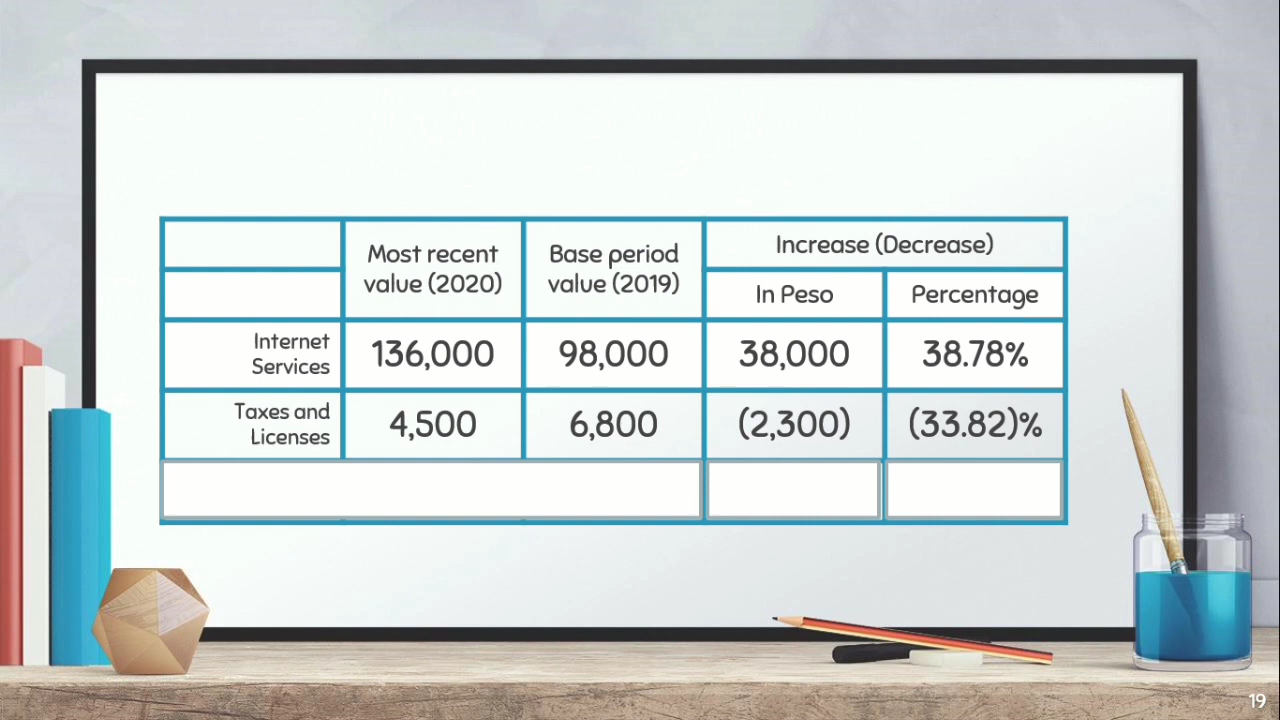 Most recent
value (2020)
Base period
value (2019)
Increase (Decrease)
In Peso
Percentage
Internet
Services
136,000
98,000
38,000
38.78%
Taxes and
Licenses
4,500
6,800
(2,300)
(33.82)%
19